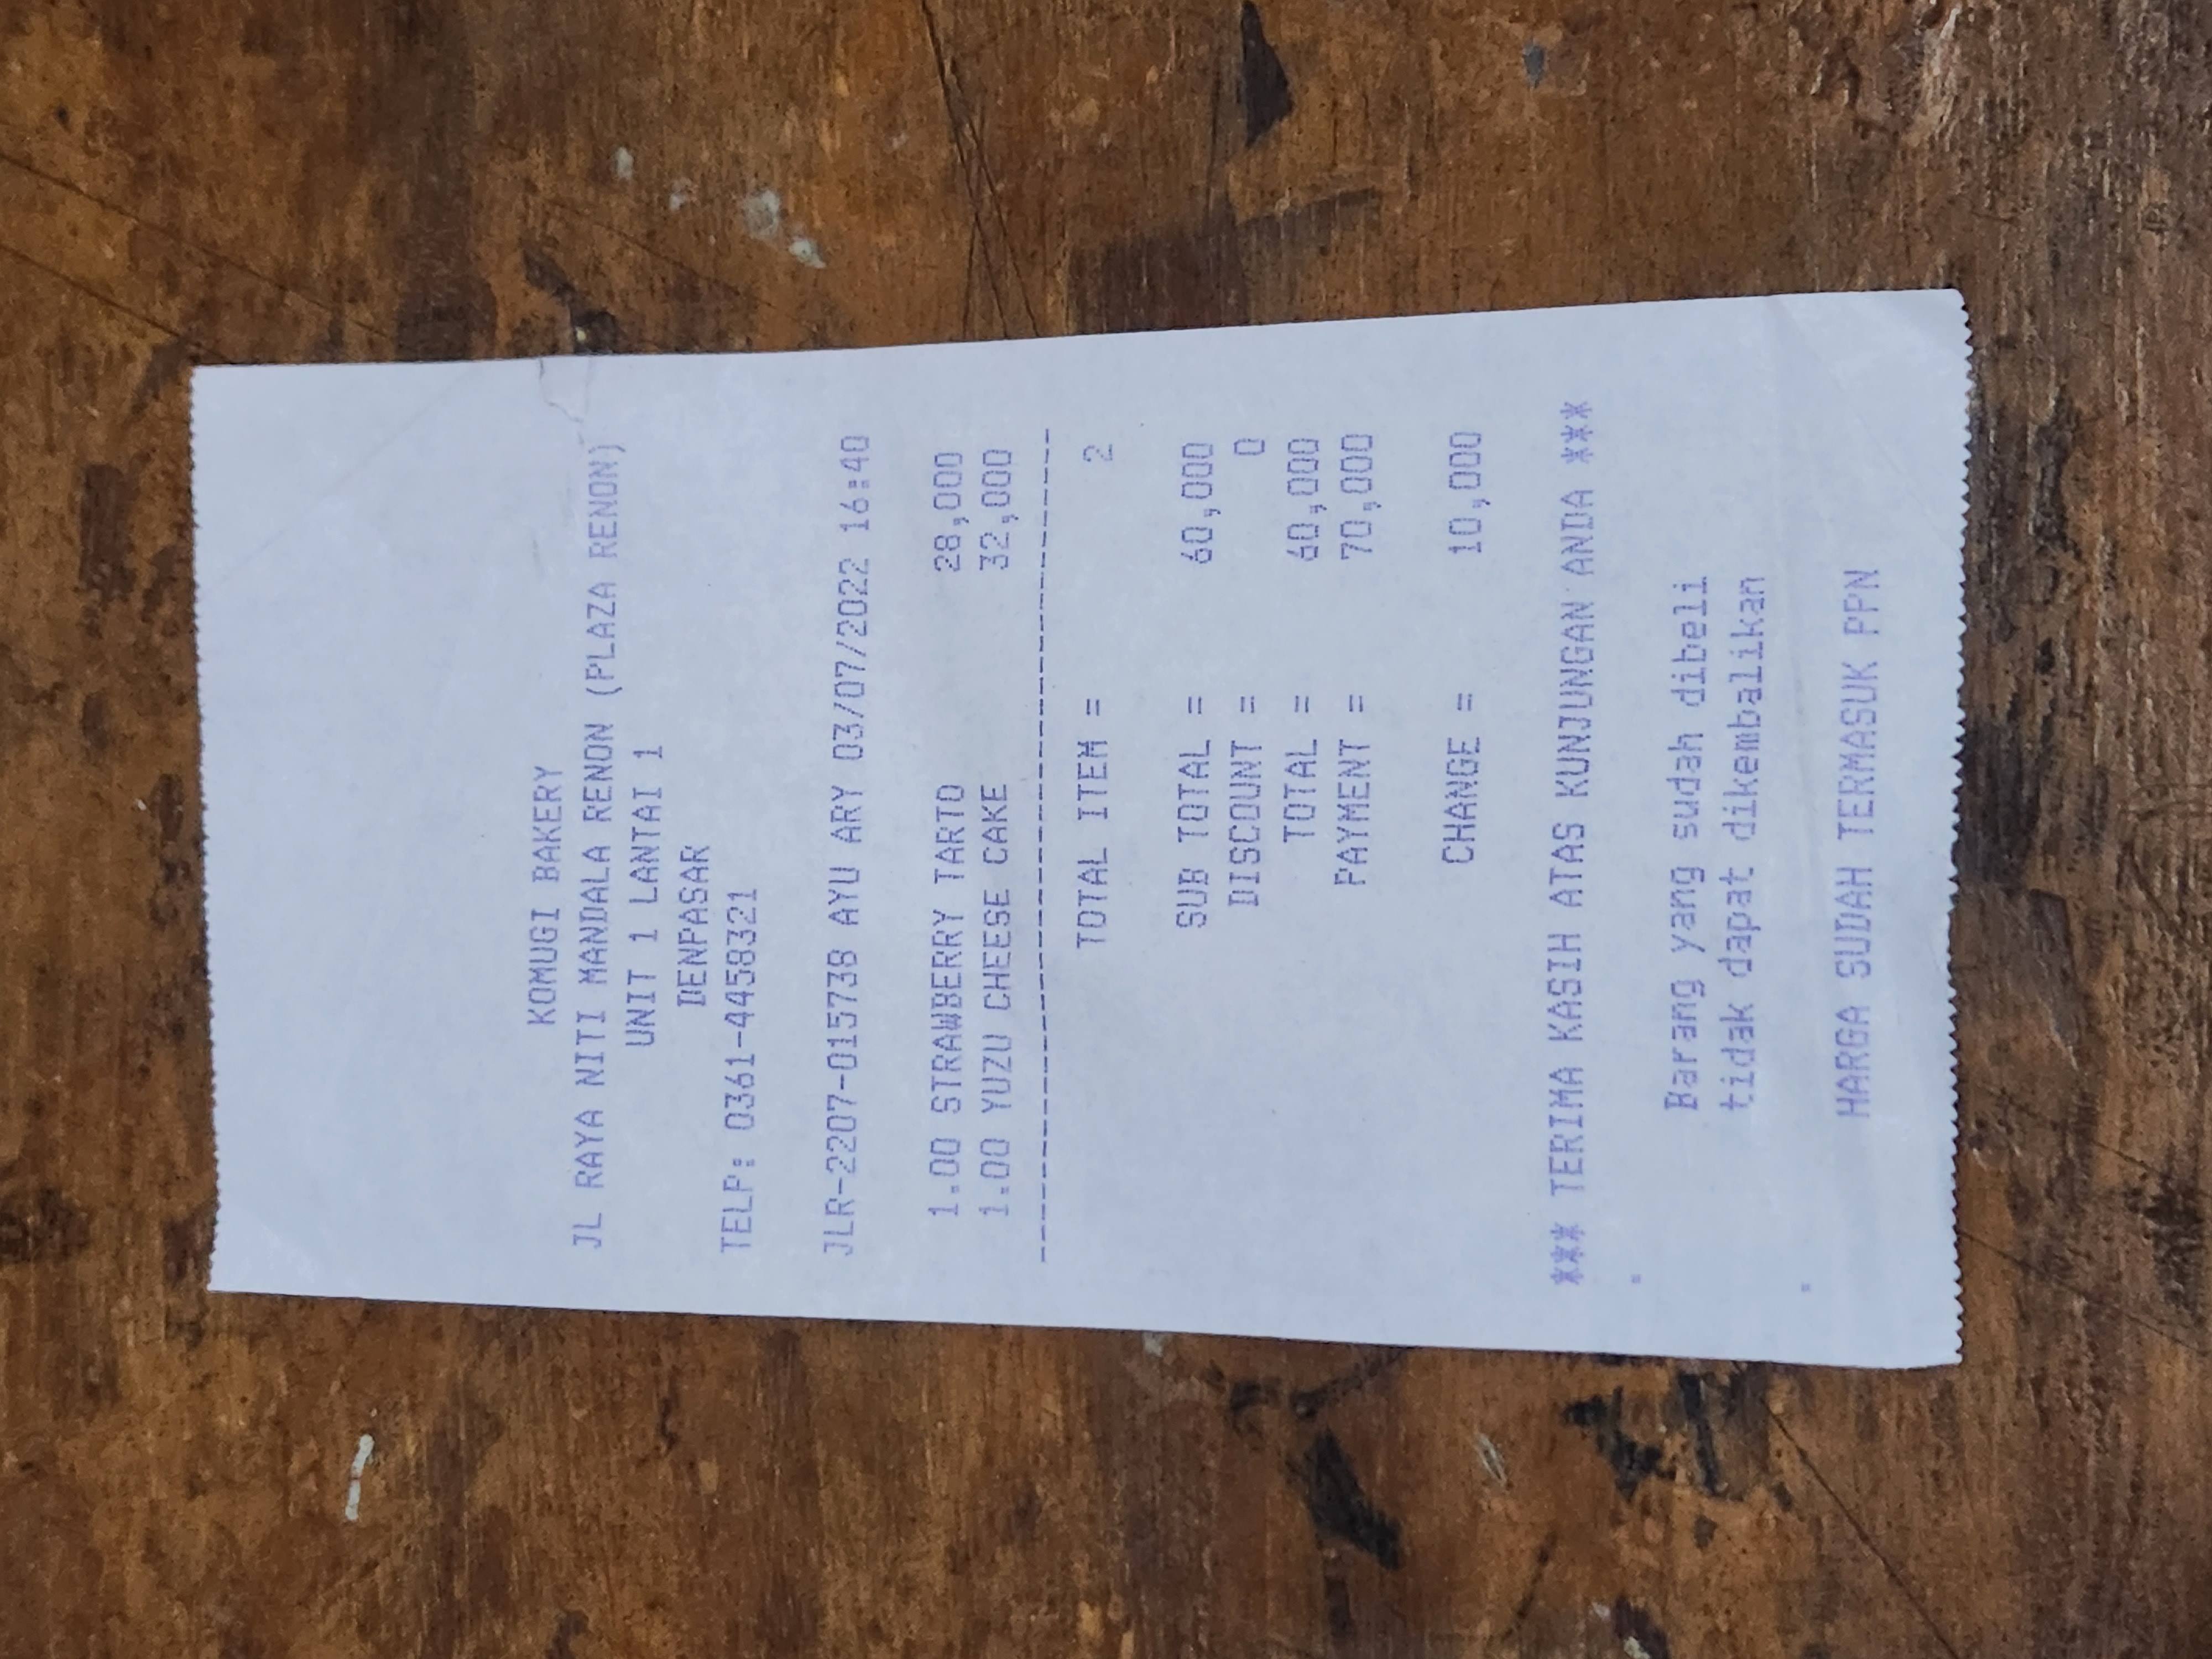 KOMUGI BAKERY
JL RAYA NITI MANDALA RENON (PLAZA RENON)
UNIT 1 LANTAI 1
DENPASAR
TELP: 0361-4458321
JLR-2207-015738 AYU ARY 03/07/2022 16:40
1.00 STRAWBERRY TARTO 28,000
1.00 YUZU CHEESE CAKE 32,000
----------------------------------------
TOTAL ITEM = 2
SUB TOTAL = 60,000
DISCOUNT = 0
TOTAL = 60,000
PAYMENT = 70,000
CHANGE = 10,000
*** TERIMA KASIH ATAS KUNJUNGAN ANDA ***
.
Barang yang sudah dibeli
tidak dapat dikembalikan
.
HARGA SUDAH TERMASUK PPN